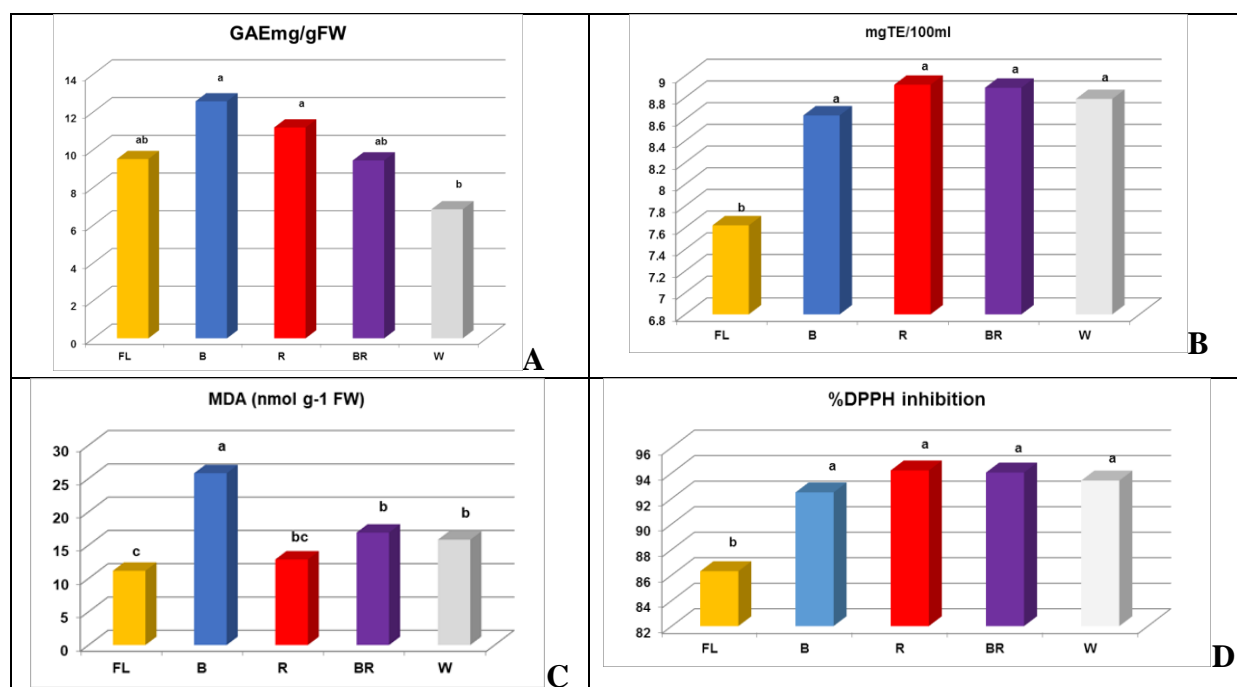 GAEmg/gFW
14
12
10
8
6
4
2
0
ab
a
a
ab
b
FL B R BR W
A
mgTE/100ml
9
8.8
8.6
8.4
8.2
8
7.8
7.6
7.4
7.2
7
6.8
b
a
a
a
a
FL B R BR W
B
MDA (nmol g-1 FW)
30
25
20
15
10
5
0
c
a
bc
b
b
FL B R BR W
C
%DPPH inhibition
96
94
92
90
88
86
84
82
b
a
a
a
a
FL B R BR W
D